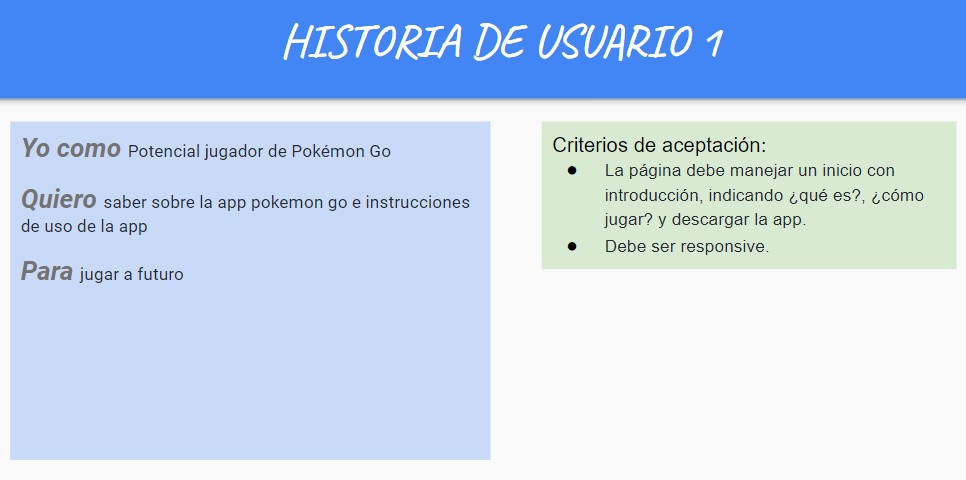 HISTORIA DE USUARIO 1
Yo como Potencial jugador de Pokémon Go
Quiero saber sobre la app pokemon go e instrucciones
de uso de la app
Para jugar a futuro
Criterios de aceptación:
● La página debe manejar un inicio con
introducción, indicando ¿qué es?, ¿cómo
jugar? y descargar la app.
● Debe ser responsive.